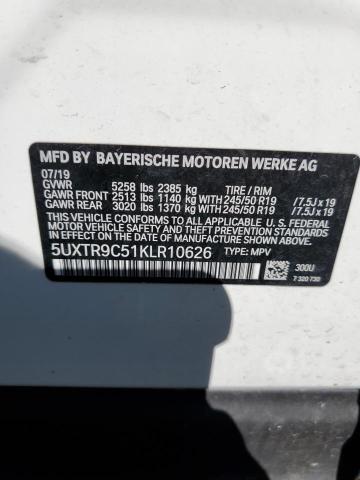 MFD BY BAYERISCHE MOTOREN WERKE AG
07/19
GVWR 5258 lbs 2385 kg TIRE / RIM
GAWR FRONT 2513 lbs 1140 kg WITH 245/50 R19 /7.5J x 19
GAWR REAR 3020 lbs 1370 kg WITH 245/50 R19 /7.5J x 19
THIS VEHICLE CONFORMS TO ALL APPLICABLE U. S. FEDERAL
MOTOR VEHICLE SAFETY
STANDARDS IN EFFECT ON THE DATE OF MANUFACTURE SHOWN ABOVE.
5UXTR9C51KLR10626 TYPE: MPV
300U
7 320 730